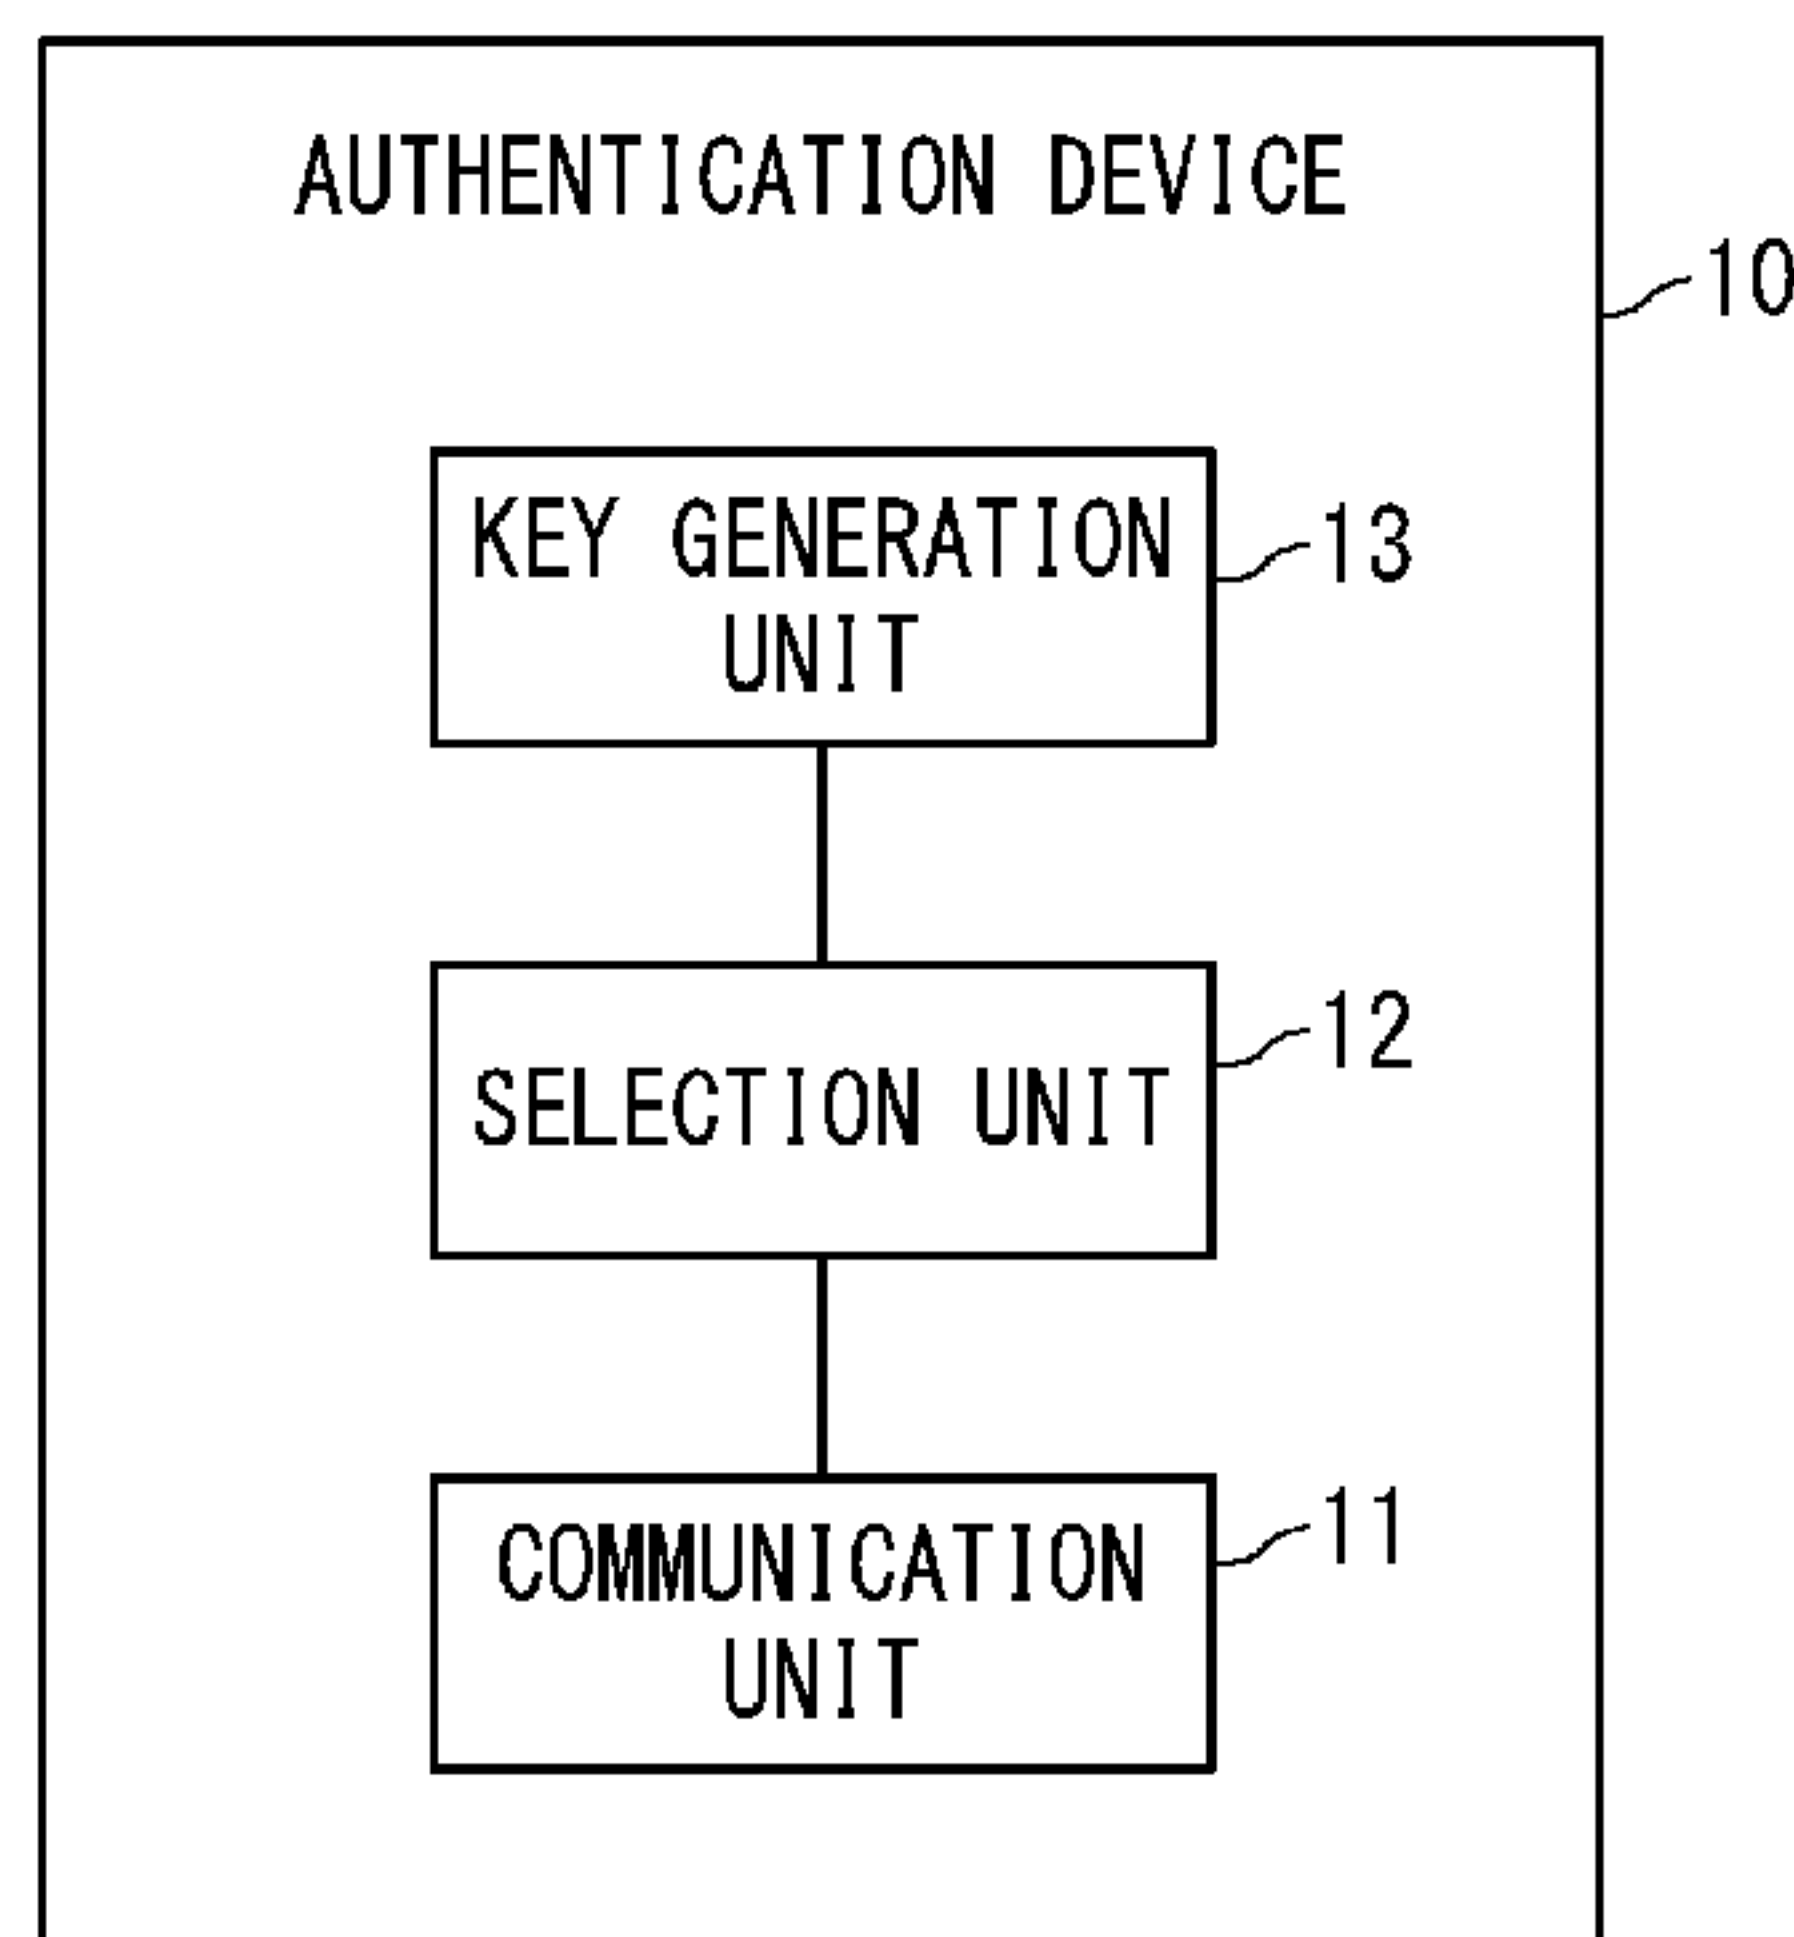 AUTHENTICATION DEVICE
10
KEY GENERATION
UNIT
13
SELECTION UNIT
12
COMMUNICATION
UNIT
11